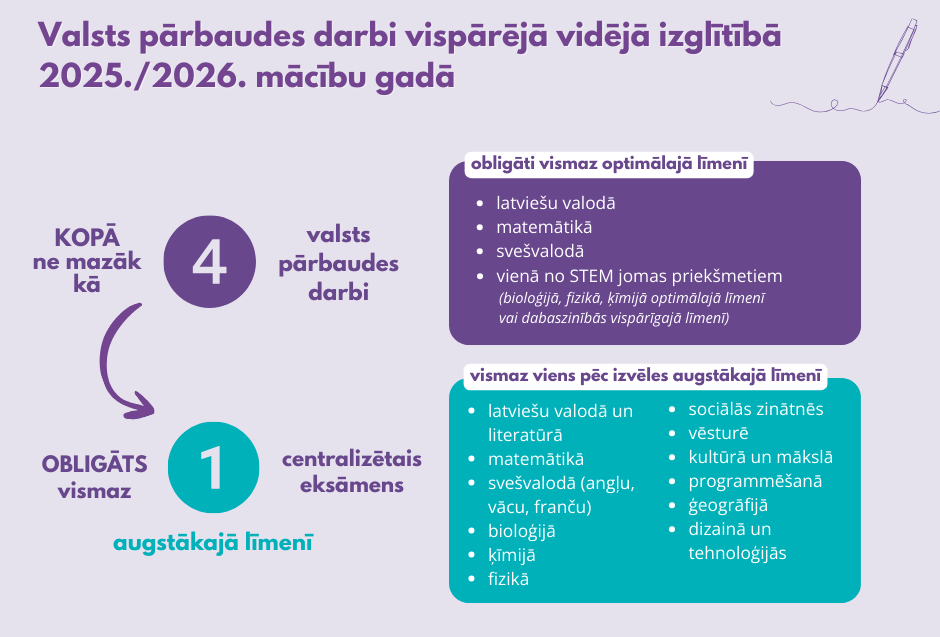 Valsts pārbaudes darbi vispārējā vidējā izglītībā
2025./2026. mācību gadā
KOPĀ
ne mazāk
kā
4
valsts
pārbaudes
darbi
obligāti vismaz optimālajā līmenī
latviešu valodā
matemātikā
svešvalodā
vienā no STEM jomas priekšmetiem
(bioloģijā, fizikā, ķīmijā optimālajā līmenī
vai dabaszinībās vispārīgajā līmenī)
OBLIGĀTS
vismaz
1
centralizētais
eksāmens
augstākajā līmenī
vismaz viens pēc izvēles augstākajā līmenī
latviešu valodā un
literatūrā
matemātikā
svešvalodā (angļu,
vācu, franču)
bioloģijā
ķīmijā
fizikā
sociālās zinātnēs
vēsturē
kultūrā un mākslā
programmēšanā
ģeogrāfijā
dizainā un
tehnoloģijās